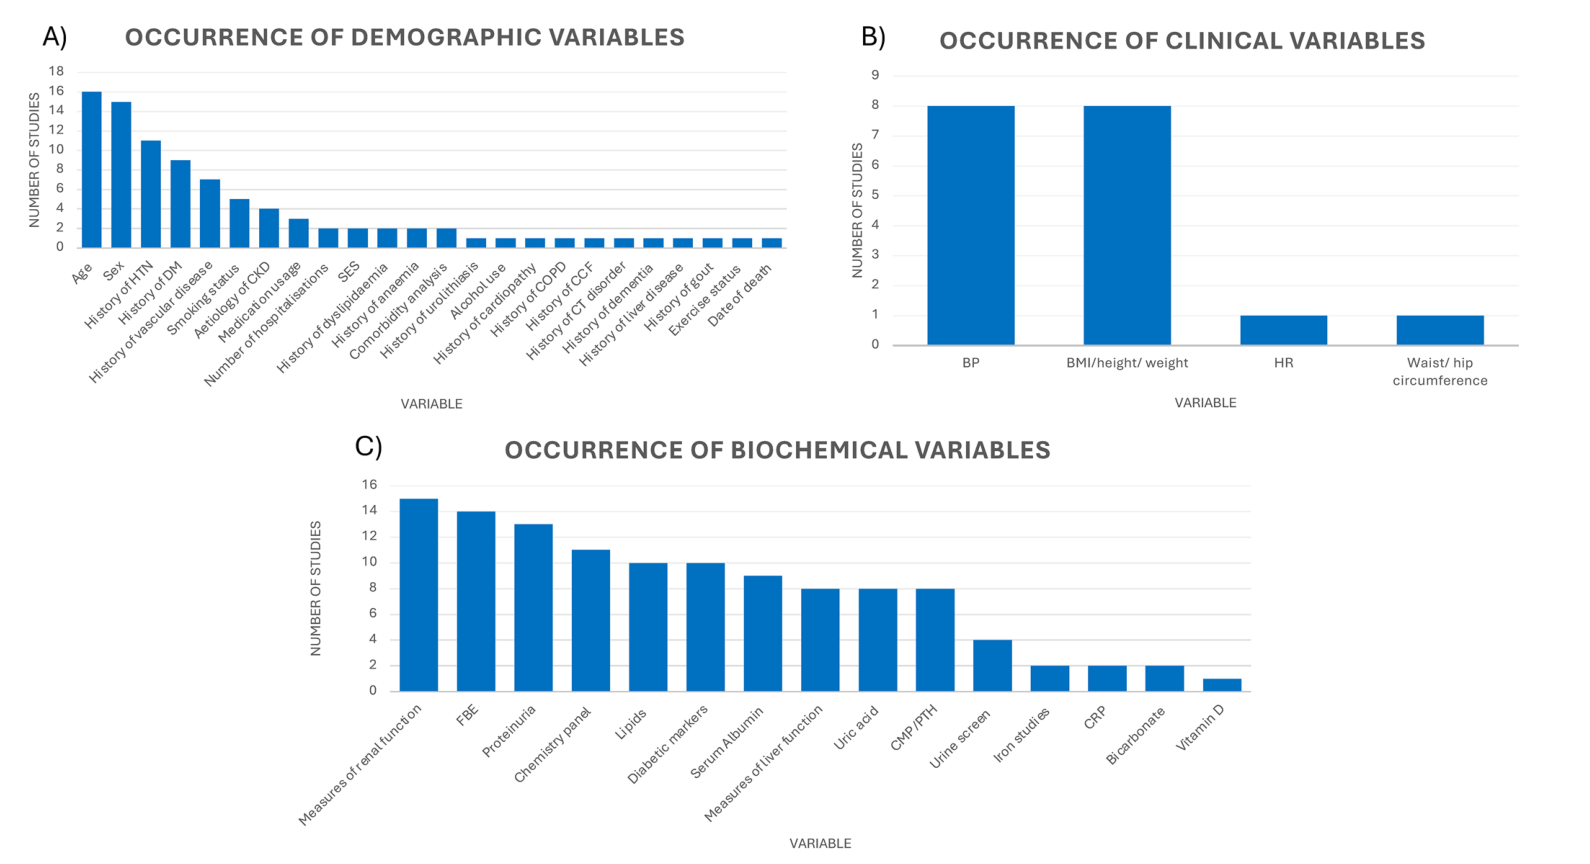 A)
OCCURRENCE OF DEMOGRAPHIC VARIABLES
NUMBER OF STUDIES
18
16
14
12
10
8
6
4
2
0
Age
Sex
History of HTN
History of DM
History of vascular disease
Smoking status
Aetiology of CKD
Medication usage
Number of hospitalisations
SES
History of dyslipidaemia
History of anaemia
Comorbidity analysis
History of urolithiasis
Alcohol use
History of cardiopathy
History of COPD
History of CCF
History of CT disorder
History of dementia
History of liver disease
History of gout
Exercise status
Date of death
VARIABLE
B)
OCCURRENCE OF CLINICAL VARIABLES
NUMBER OF STUDIES
9
8
7
6
5
4
3
2
1
0
BP
BMI/height/ weight
HR
Waist/ hip
circumference
VARIABLE
C)
OCCURRENCE OF BIOCHEMICAL VARIABLES
NUMBER OF STUDIES
16
14
12
10
8
6
4
2
0
Measures of renal function
FBE
Proteinuria
Chemistry panel
Lipids
Diabetic markers
Serum Albumin
Measures of liver function
Uric acid
CMP/PTH
Urine screen
Iron studies
CRP
Bicarbonate
Vitamin D
VARIABLE